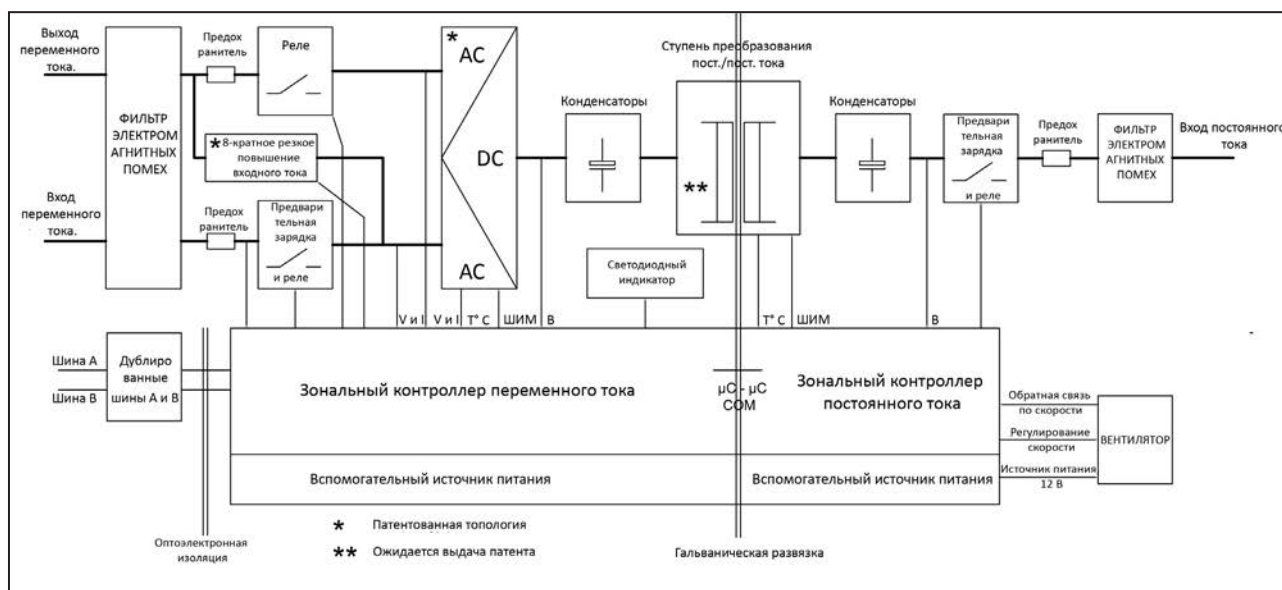 Выход
переменного
тока.
Предох
ранитель
Реле
* AC
DC
AC
Ступень преобразования
пост./пост. тока
**
Конденсаторы
Конденсаторы
ФИЛЬТР
ЭЛЕКТРОМ
АГНИТНЫХ
ПОМЕХ
*8-кратное резкое
повышение
входного тока
Предвари
тельная
зарядка
и реле
Предох
ранитель
ФИЛЬТР
ЭЛЕКТРОМ
АГНИТНЫХ
ПОМЕХ
Вход постоянного
тока
Вход
переменного
тока.
Предох
ранитель
Предвари
тельная
зарядка
и реле
Светодиодный
индикатор
V и I
V и I
T° C
ШИМ
В
T° C
ШИМ
В
Шина А
Шина В
Дублиро
ванные
шины А и В
Зональный контроллер переменного тока
µC - µC
COM
Зональный контроллер
постоянного тока
Обратная связь
по скорости
Регулирование
скорости
Источник питания
12 В
ВЕНТИЛЯТОР
Вспомогательный источник питания
Вспомогательный источник питания
* Патентованная топология
** Ожидается выдача патента
Оптоэлектронная
изоляция
Гальваническая развязка